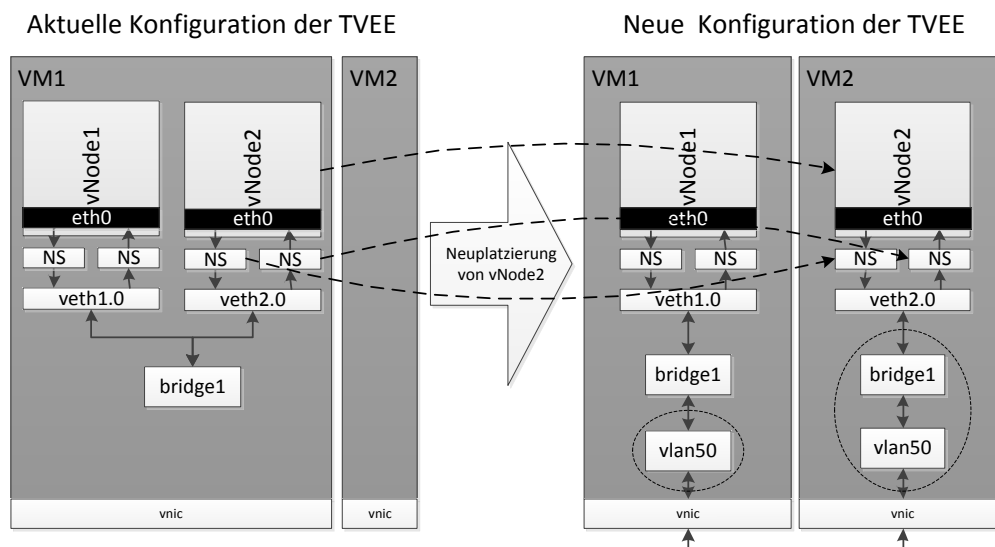 Aktuelle Konfiguration der TVEE
Neue Konfiguration der TVEE
VM1
VM2
vNode1
vNode2
eth0
eth0
NS
NS
NS
NS
veth1.0
veth2.0
bridge1
vnic
vnic
Neuplatzierung
von vNode2
VM1
VM2
vNode1
vNode2
eth0
eth0
NS
NS
NS
NS
veth1.0
veth2.0
bridge1
bridge1
vlan50
vlan50
vnic
vnic